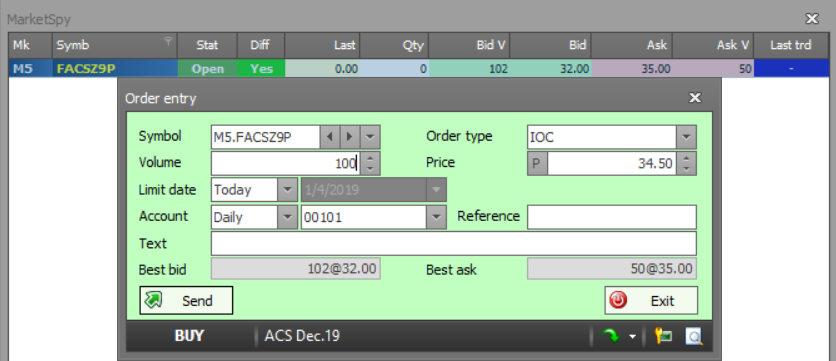 MarketSpy
Mk Symb Stat Diff Last Qty Bid V Bid Ask Ask V Last trd
M5 FACSZ9P Open Yes 0.00 0 102 32.00 35.00 50 -
Order entry
Symbol M5.FACSZ9P Order type IOC
Volume 100 Price P 34.50
Limit date Today 1/4/2019
Account Daily 00101 Reference
Text
Best bid 102@32.00 Best ask 50@35.00
Send Exit
BUY ACS Dec.19